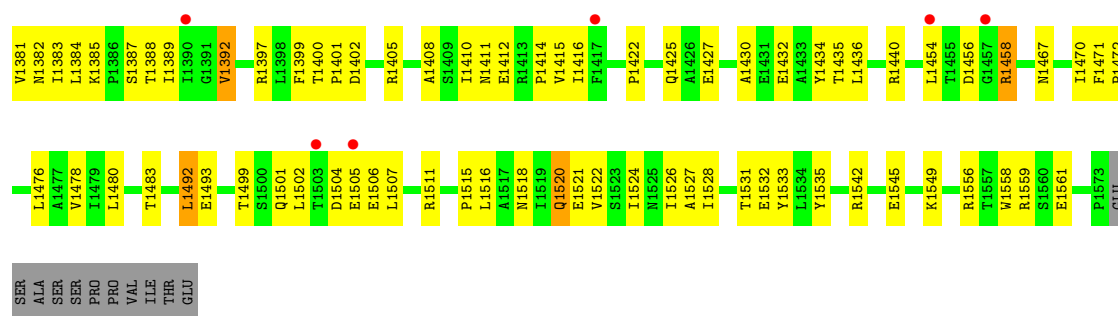 V1381 N1382 I1383 L1384 K1385 P1386 S1387 T1388 I1389 I1390 G1391 V1392 R1397 L1398 F1399 T1400 P1401 D1402 R1405 A1408 S1409 I1410 N1411 E1412 R1413 P1414 V1415 I1416 F1417 P1422 Q1425 A1426 E1427 A1430 E1431 E1432 A1433 Y1434 T1435 L1436 R1440 L1454 T1455 D1456 G1457 R1458 N1467 I1470 F1471 P1472
L1476 A1477 V1478 I1479 L1480 T1483 L1492 E1493 T1499 S1500 Q1501 L1502 T1503 D1504 E1505 E1506 L1507 R1511 P1515 L1516 A1517 N1518 I1519 Q1520 E1521 V1522 S1523 I1524 N1525 I1526 A1527 I1528 T1531 E1532 Y1533 L1534 Y1535 R1542 E1545 K1549 R1556 T1557 W1558 R1559 S1560 E1561 P1573 GLU
SER ALA SER SER PRO PRO VAL ILE THR GLU